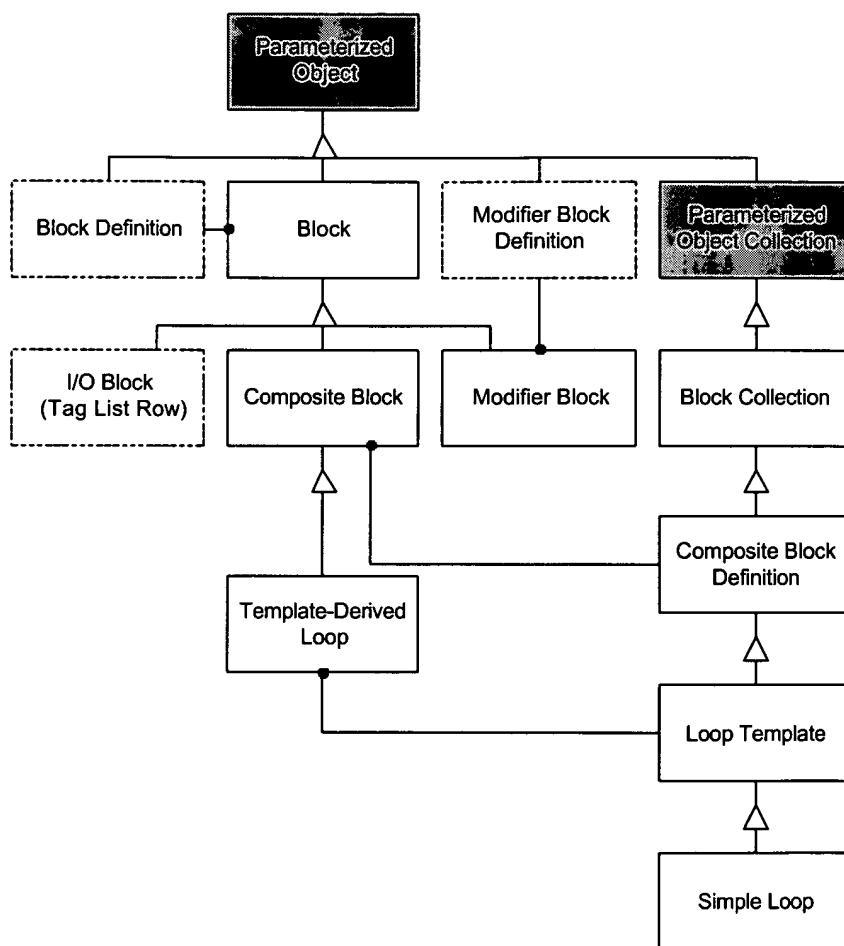 Parameterized
Object
Block Definition
Block
Modifier Block
Definition
Parameterized
Object Collection
I/O Block
(Tag List Row)
Composite Block
Modifier Block
Block Collection
Composite Block
Definition
Template-Derived
Loop
Loop Template
Simple Loop